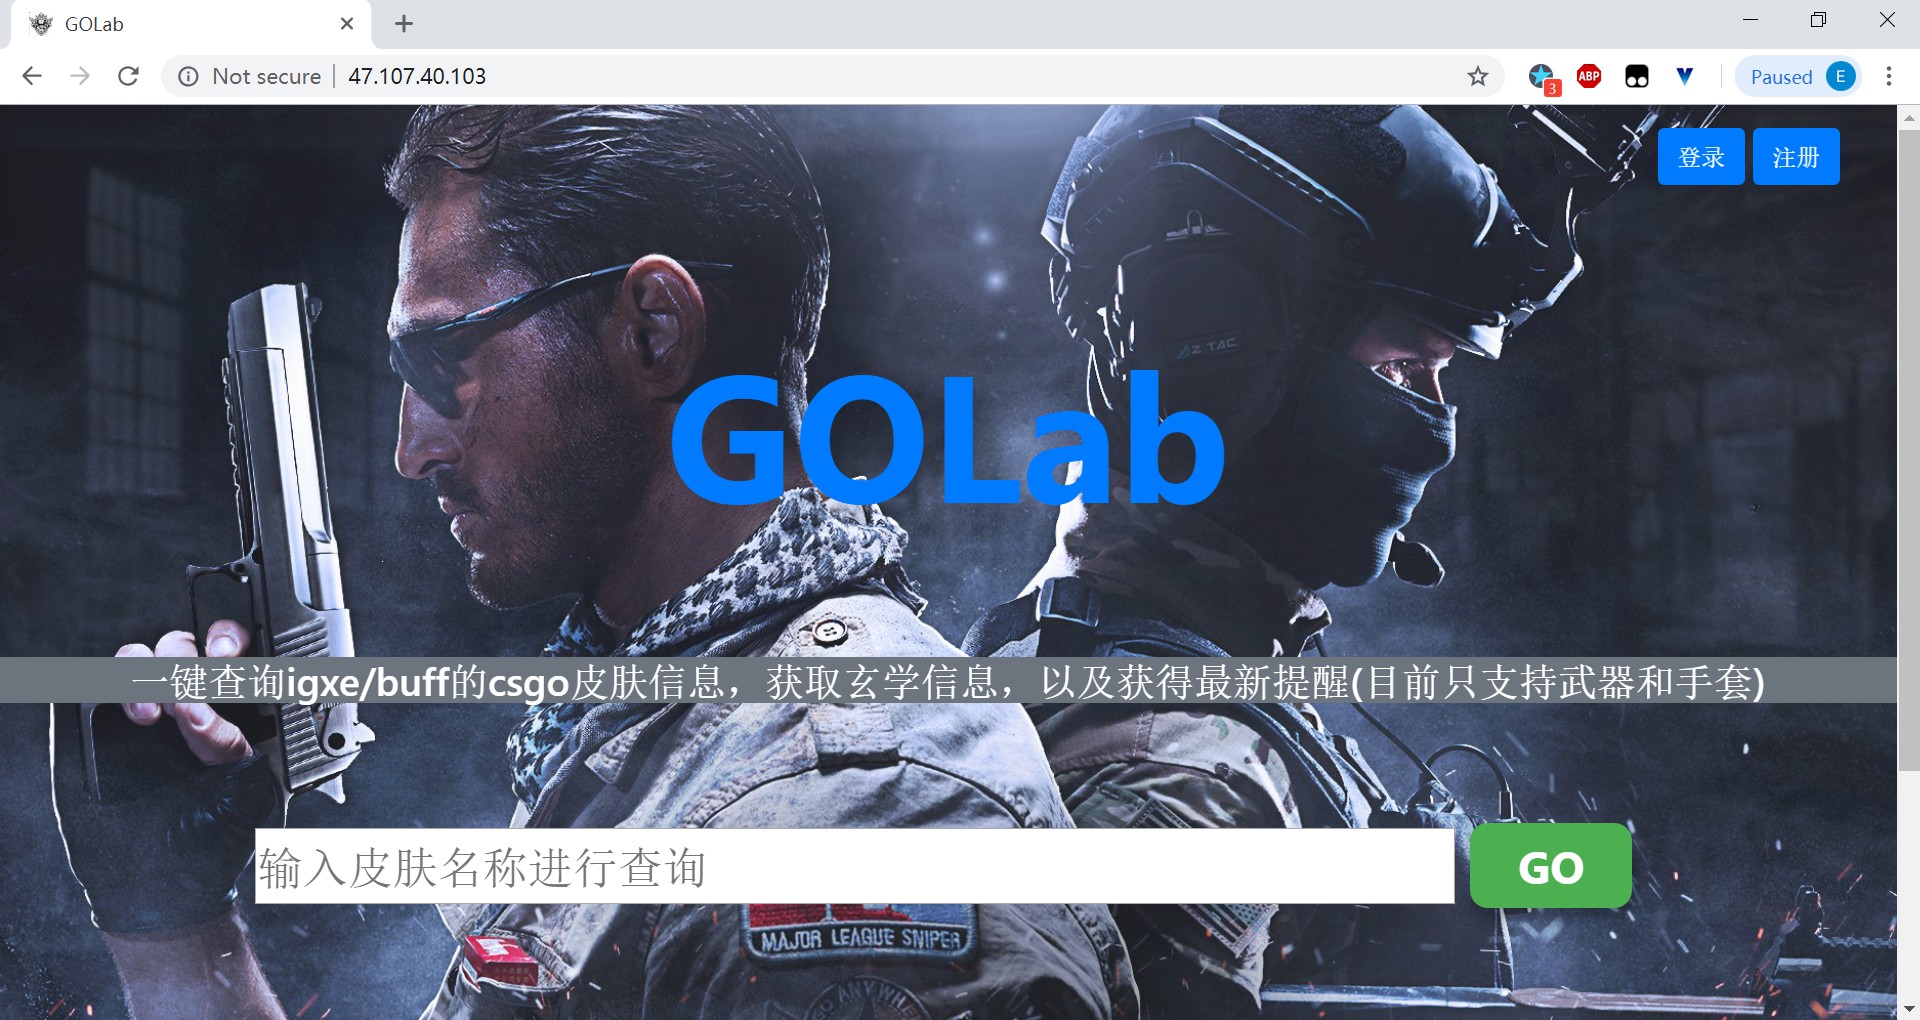 GOLab
Not secure
47.107.40.103
3
ABP
Paused
E
登录
注册
Z-TAC
GOLab
一键查询igxe/buff的csgo皮肤信息，获取玄学信息，以及获得最新提醒(目前只支持武器和手套)
输入皮肤名称进行查询
GO
MAJOR LEAGUE SNIPER
GO ANYWHERE